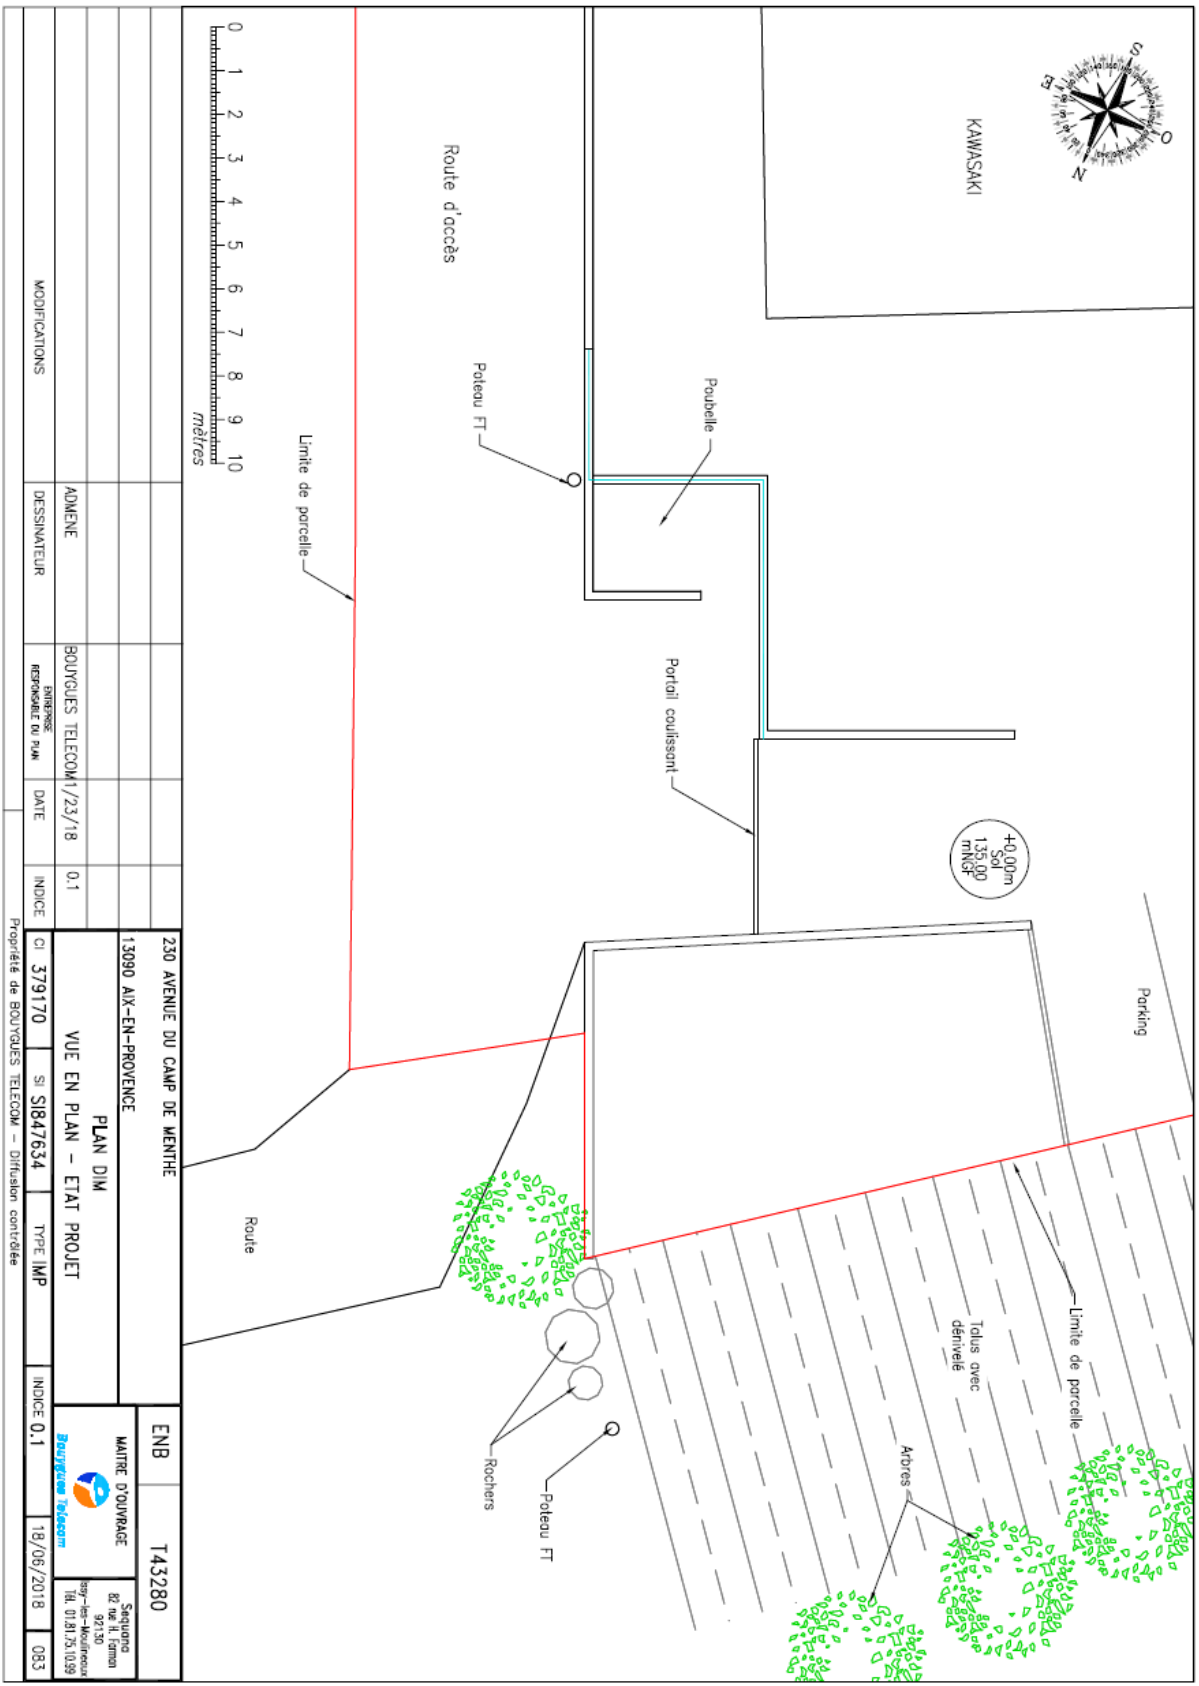 S
E
O
N
KAWASAKI
Route d'accès
0 1 2 3 4 5 6 7 8 9 10
mètres
Poteau FT
Poubelle
Limite de parcelle
Portail coulissant
+0.00m
Sol
135.00
mNGF
Parking
Limite de parcelle
Talus avec
dénivelé
Arbres
Route
Rochers
Poteau FT
ADMENE
BOUYGUES TELECOM
1/23/18
0.1
MODIFICATIONS
DESSINATEUR
ENTREPRISE
RESPONSABLE DU PLAN
DATE
INDICE
230 AVENUE DU CAMP DE MENTHE
13090 AIX-EN-PROVENCE
ENB
T43280
PLAN DIM
VUE EN PLAN - ETAT PROJET
MAITRE D'OUVRAGE
Bouygues Telecom
Sequana
82 rue H. Farman
92130
Issy-les-Moulineaux
Tél. 01.81.75.10.99
CI 379170
SI SI847634
TYPE IMP
INDICE 0.1
18/06/2018
083
Propriété de BOUYGUES TELECOM - Diffusion contrôlée